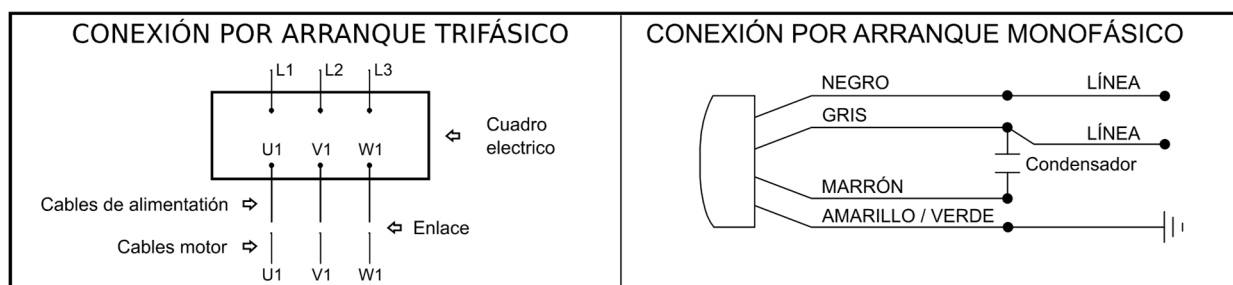 CONEXIÓN POR ARRANQUE TRIFÁSICO
L1 L2 L3
U1 V1 W1
Cuadro
electrico
Cables de alimentatión
Enlace
Cables motor
U1 V1 W1
CONEXIÓN POR ARRANQUE MONOFÁSICO
NEGRO LÍNEA
GRIS
LÍNEA
Condensador
MARRÓN
AMARILLO / VERDE